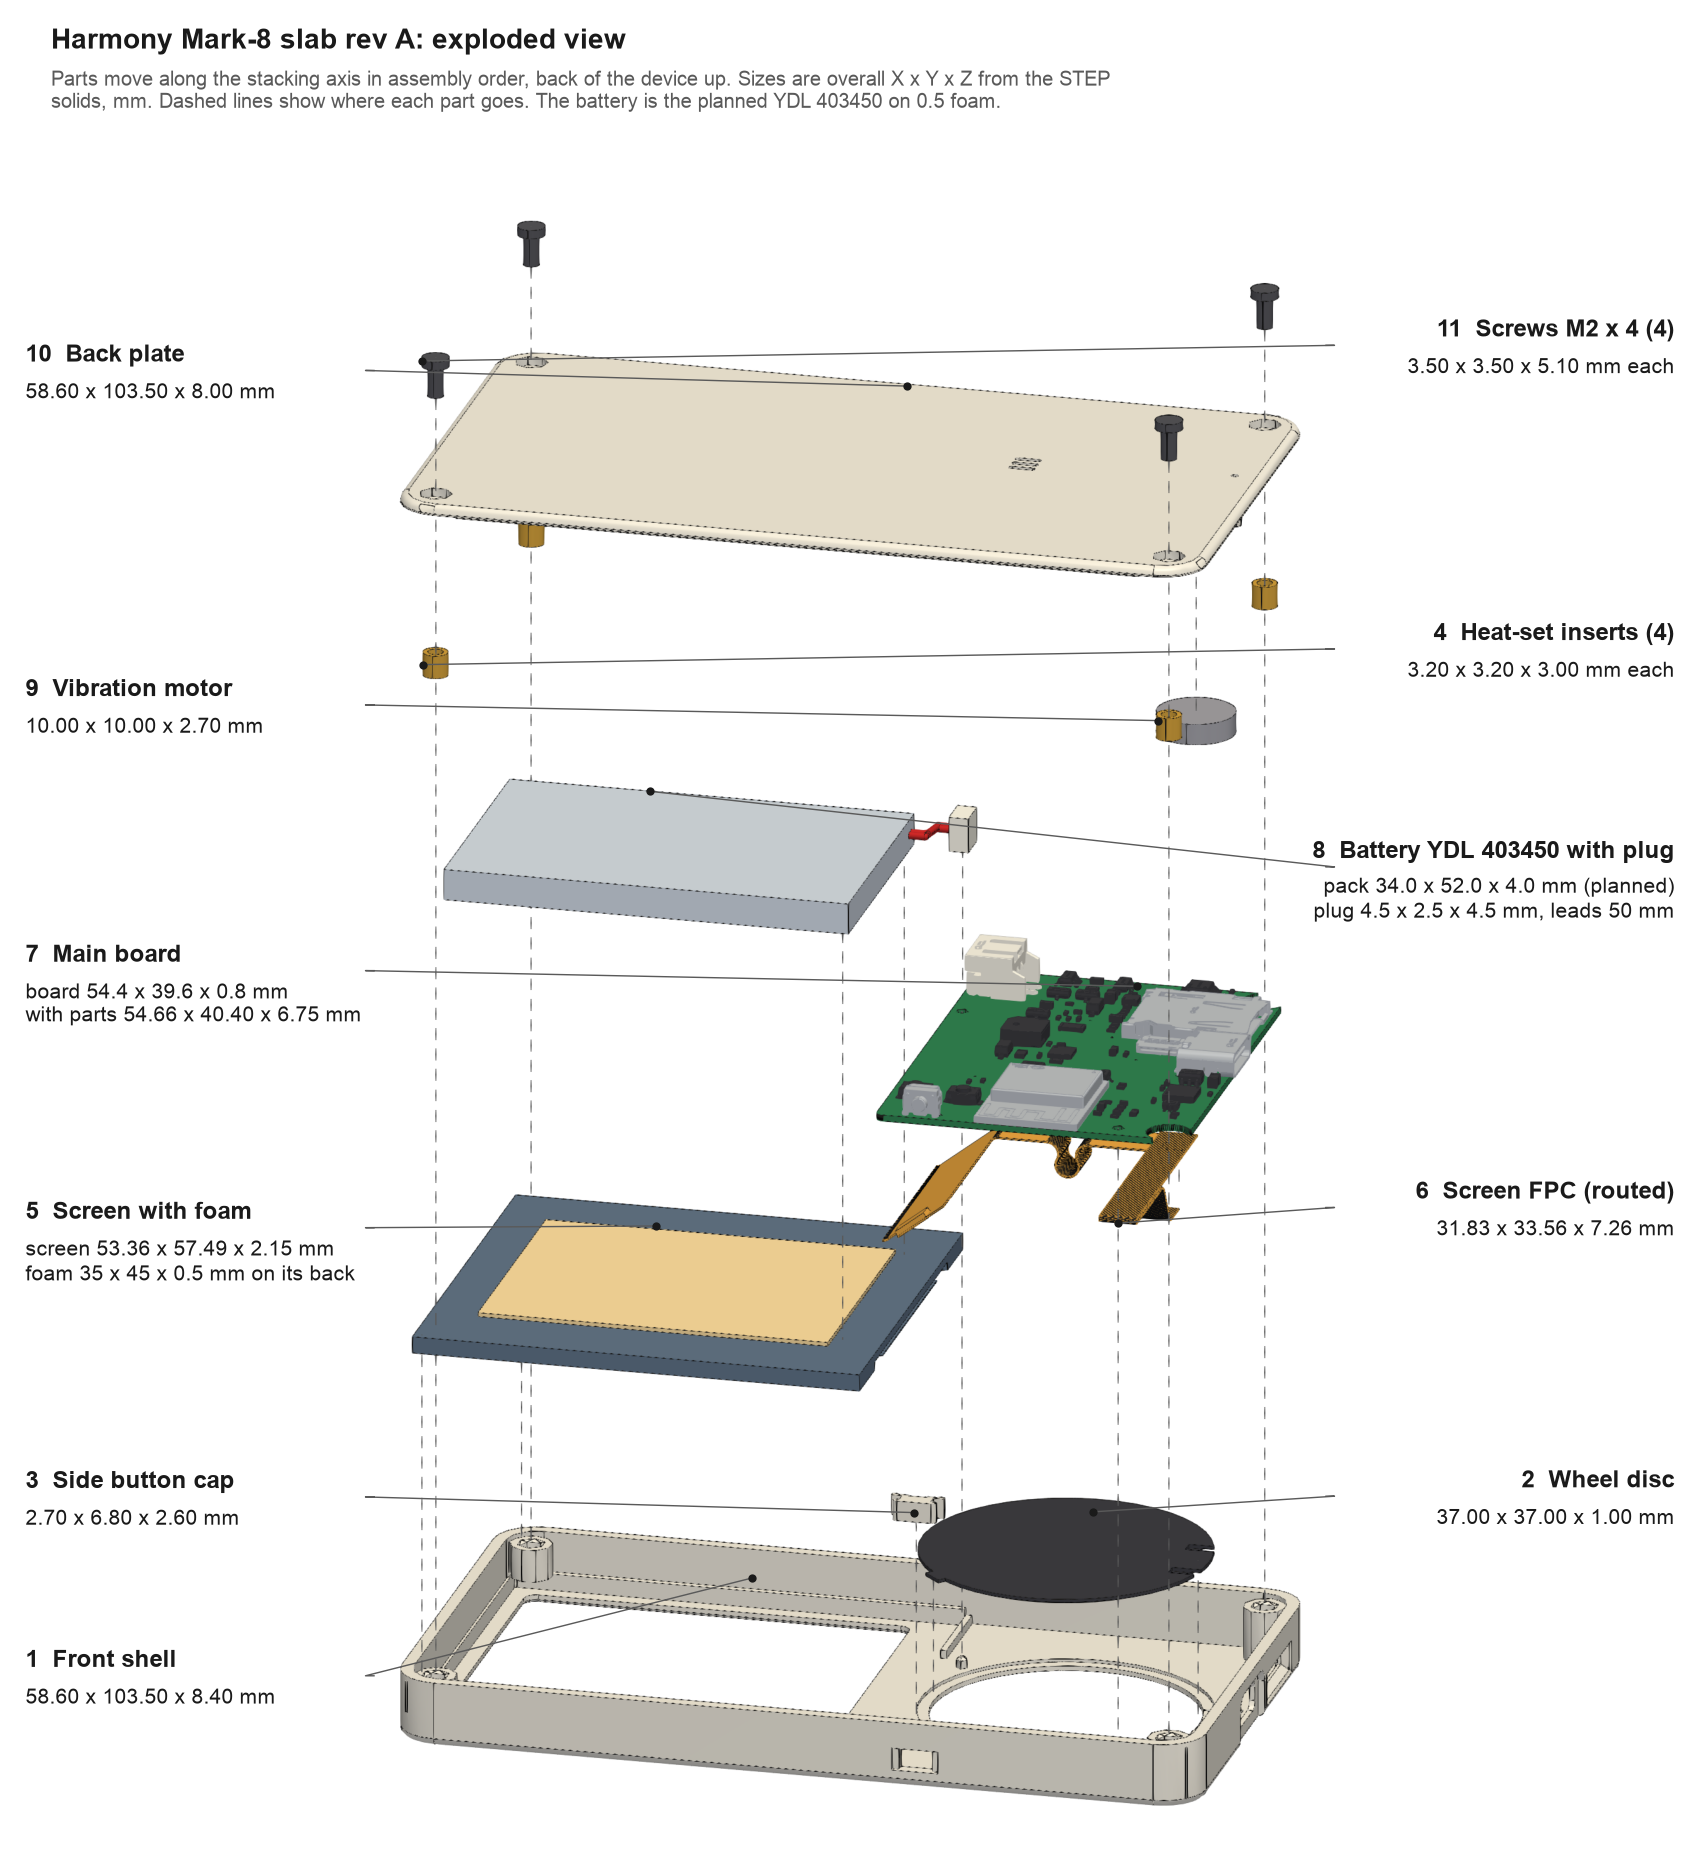 Harmony Mark-8 slab rev A: exploded view
Parts move along the stacking axis in assembly order, back of the device up. Sizes are overall X x Y x Z from the STEP
solids, mm. Dashed lines show where each part goes. The battery is the planned YDL 403450 on 0.5 foam.
11 Screws M2 x 4 (4)
3.50 x 3.50 x 5.10 mm each
10 Back plate
58.60 x 103.50 x 8.00 mm
4 Heat-set inserts (4)
3.20 x 3.20 x 3.00 mm each
9 Vibration motor
10.00 x 10.00 x 2.70 mm
8 Battery YDL 403450 with plug
pack 34.0 x 52.0 x 4.0 mm (planned)
plug 4.5 x 2.5 x 4.5 mm, leads 50 mm
7 Main board
board 54.4 x 39.6 x 0.8 mm
with parts 54.66 x 40.40 x 6.75 mm
6 Screen FPC (routed)
31.83 x 33.56 x 7.26 mm
5 Screen with foam
screen 53.36 x 57.49 x 2.15 mm
foam 35 x 45 x 0.5 mm on its back
3 Side button cap
2.70 x 6.80 x 2.60 mm
2 Wheel disc
37.00 x 37.00 x 1.00 mm
1 Front shell
58.60 x 103.50 x 8.40 mm